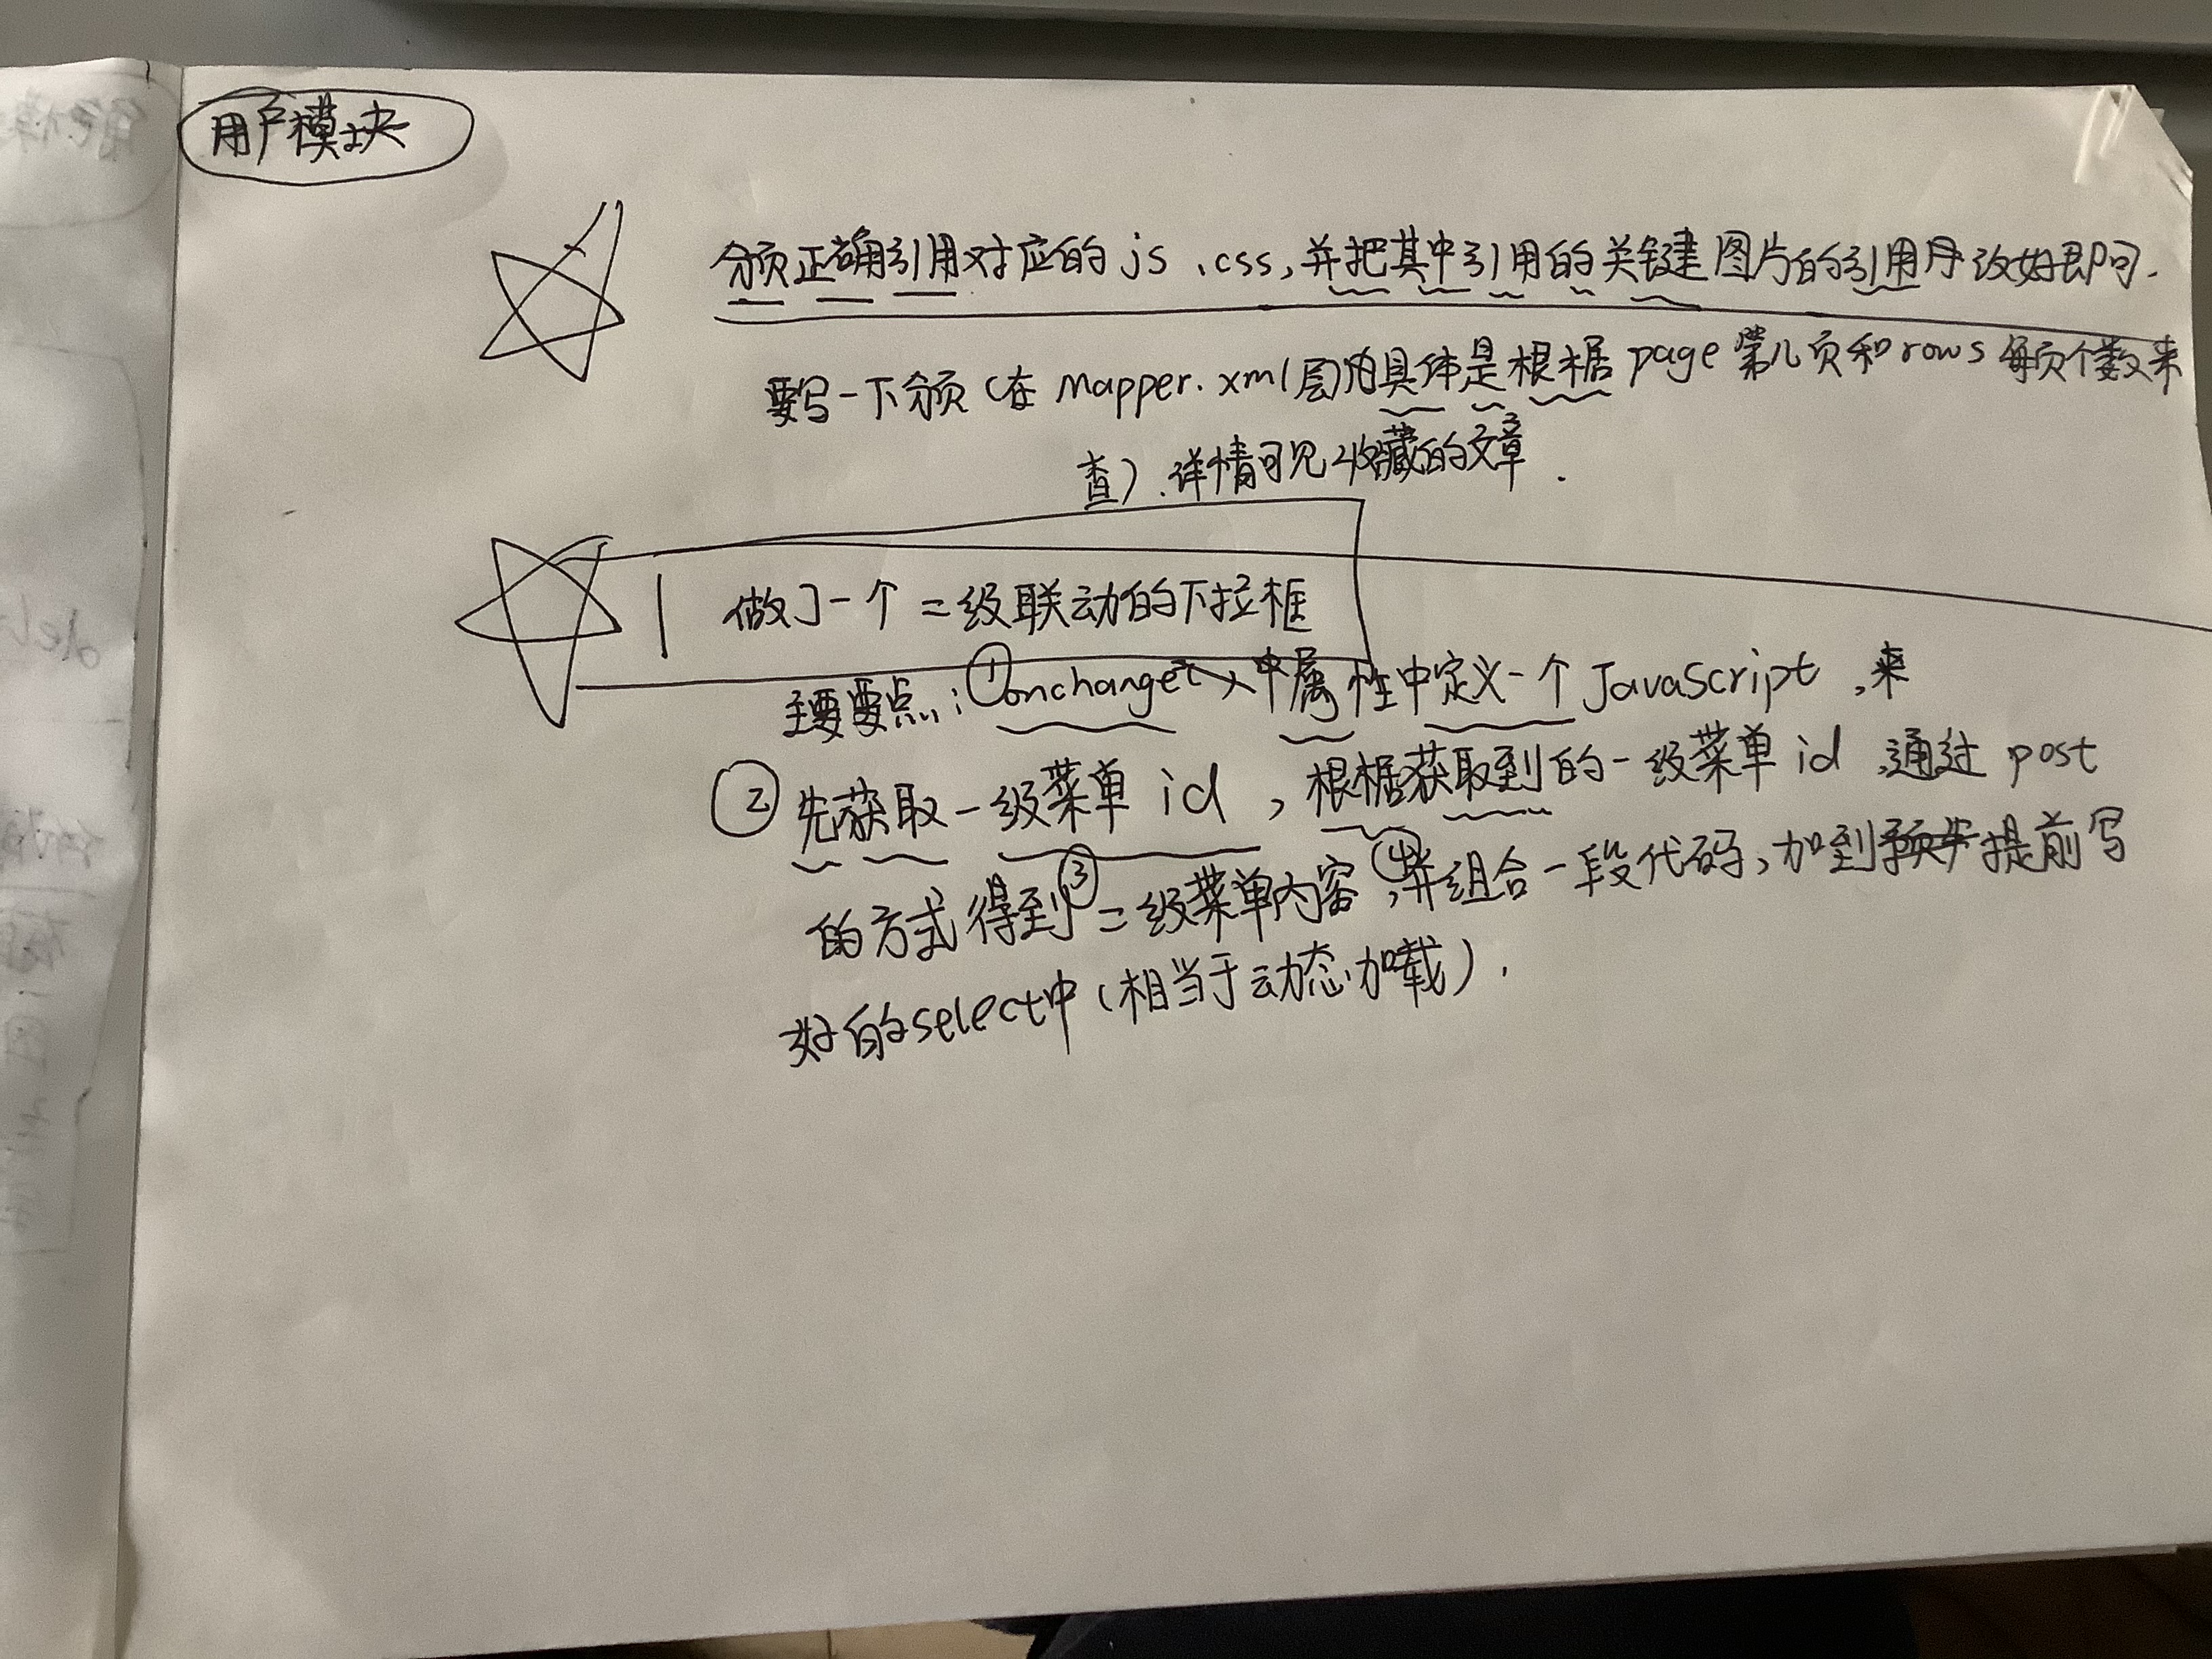 用户模块
分页正确引用对应的js.css,并把其中引用的关键图片的引用改好即可.
要写一下分页(在mapper.xml层的具体是根据page第几页和rows每页个数来
查).详情可见收藏的文章.
做了一个二级联动的下拉框
主要要点:①onchange 属性中定义一个Javascript,来
②先获取一级菜单id,根据获取到的一级菜单id,通过post
的方式得到③二级菜单内容,④并组合一段代码,加到提前写
好的select中(相当于动态加载).